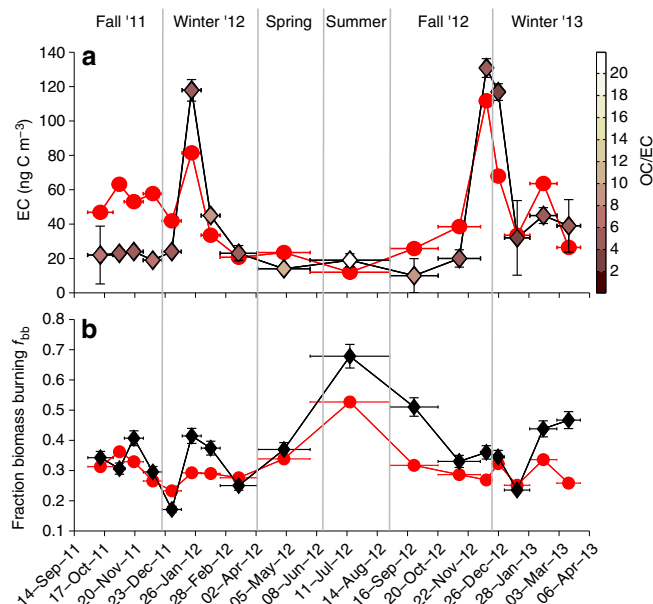 Fall '11 Winter '12 Spring Summer Fall '12 Winter '13
a
EC (ng C m⁻³)
140
120
100
80
60
40
20
0
20
18
16
14
12
10
8
6
4
2
OC/EC
b
Fraction biomass burning fbb
0.8
0.7
0.6
0.5
0.4
0.3
0.2
0.1
14–Sep–11
17–Oct–11
20–Nov–11
23–Dec–11
26–Jan–12
28–Feb–12
02–Apr–12
05–May–12
08–Jun–12
11–Jul–12
14–Aug–12
16–Sep–12
20–Oct–12
22–Nov–12
26–Dec–12
28–Jan–13
03–Mar–13
06–Apr–13